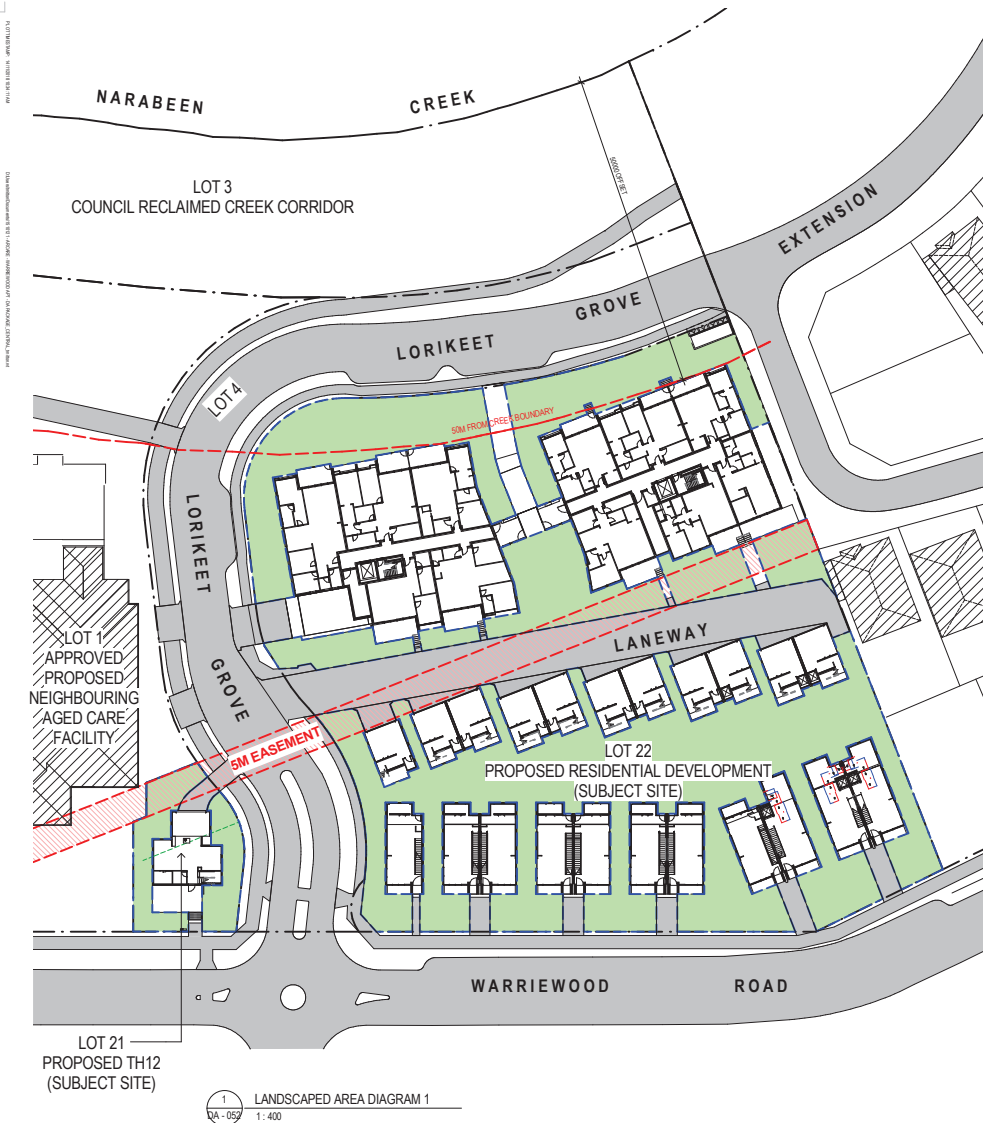 NARABEEN CREEK
LOT 3
COUNCIL RECLAIMED CREEK CORRIDOR
EXTENSION
GROVE
LORIKEET
LOT 4
50M FROM CREEK BOUNDARY
LORIKEET
GROVE
LANEWAY
LOT 1
APPROVED
PROPOSED
NEIGHBOURING
AGED CARE
FACILITY
5M EASEMENT
LOT 22
PROPOSED RESIDENTIAL DEVELOPMENT
(SUBJECT SITE)
WARRIEWOOD ROAD
LOT 21
PROPOSED TH12
(SUBJECT SITE)
1
DA - 052
LANDSCAPED AREA DIAGRAM 1
1 : 400